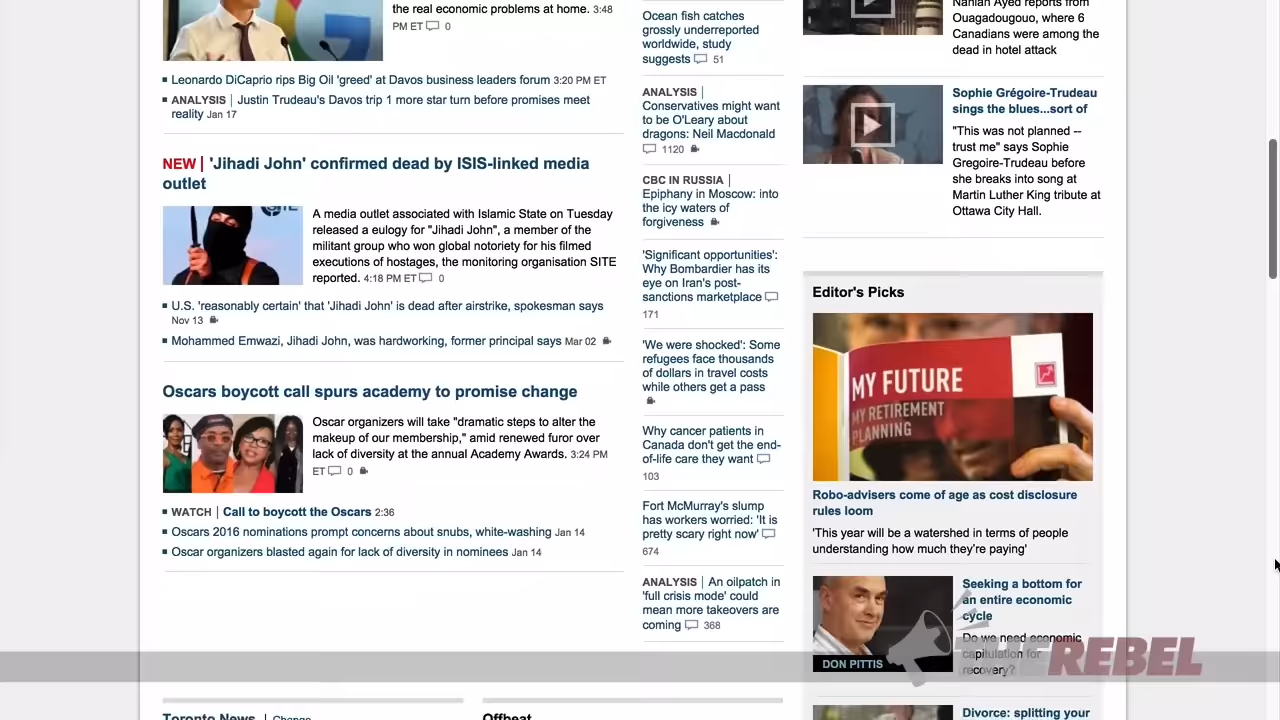 the real economic problems at home. 3:48
PM ET 0
Leonardo DiCaprio rips Big Oil 'greed' at Davos business leaders forum 3:20 PM ET
ANALYSIS | Justin Trudeau's Davos trip 1 more star turn before promises meet
reality Jan 17
NEW | 'Jihadi John' confirmed dead by ISIS-linked media
outlet
SITE
A media outlet associated with Islamic State on Tuesday
released a eulogy for "Jihadi John", a member of the
militant group who won global notoriety for his filmed
executions of hostages, the monitoring organisation SITE
reported. 4:18 PM ET 0
U.S. 'reasonably certain' that 'Jihadi John' is dead after airstrike, spokesman says
Nov 13
Mohammed Emwazi, Jihadi John, was hardworking, former principal says Mar 02
Oscars boycott call spurs academy to promise change
Oscar organizers will take "dramatic steps to alter the
makeup of our membership," amid renewed furor over
lack of diversity at the annual Academy Awards. 3:24 PM
ET 0
WATCH | Call to boycott the Oscars 2:36
Oscars 2016 nominations prompt concerns about snubs, white-washing Jan 14
Oscar organizers blasted again for lack of diversity in nominees Jan 14
Toronto News | Change
Offbeat
Ocean fish catches
grossly underreported
worldwide, study
suggests 51
ANALYSIS |
Conservatives might want
to be O'Leary about
dragons: Neil Macdonald
1120
CBC IN RUSSIA |
Epiphany in Moscow: into
the icy waters of
forgiveness
'Significant opportunities':
Why Bombardier has its
eye on Iran's post-
sanctions marketplace
171
'We were shocked': Some
refugees face thousands
of dollars in travel costs
while others get a pass
Why cancer patients in
Canada don't get the end-
of-life care they want
103
Fort McMurray's slump
has workers worried: 'It is
pretty scary right now'
674
ANALYSIS | An oilpatch in
'full crisis mode' could
mean more takeovers are
coming 368
Nahlah Ayed reports from
Ouagadougouo, where 6
Canadians were among the
dead in hotel attack
Sophie Grégoire-Trudeau
sings the blues...sort of
"This was not planned --
trust me" says Sophie
Gregoire-Trudeau before
she breaks into song at
Martin Luther King tribute at
Ottawa City Hall.
Editor's Picks
MY FUTURE
MY RETIREMENT
PLANNING
Robo-advisers come of age as cost disclosure
rules loom
'This year will be a watershed in terms of people
understanding how much they're paying'
DON PITTIS
Seeking a bottom for
an entire economic
cycle
Do we need economic
capitulation for
recovery?
THE REBEL
Divorce: splitting your